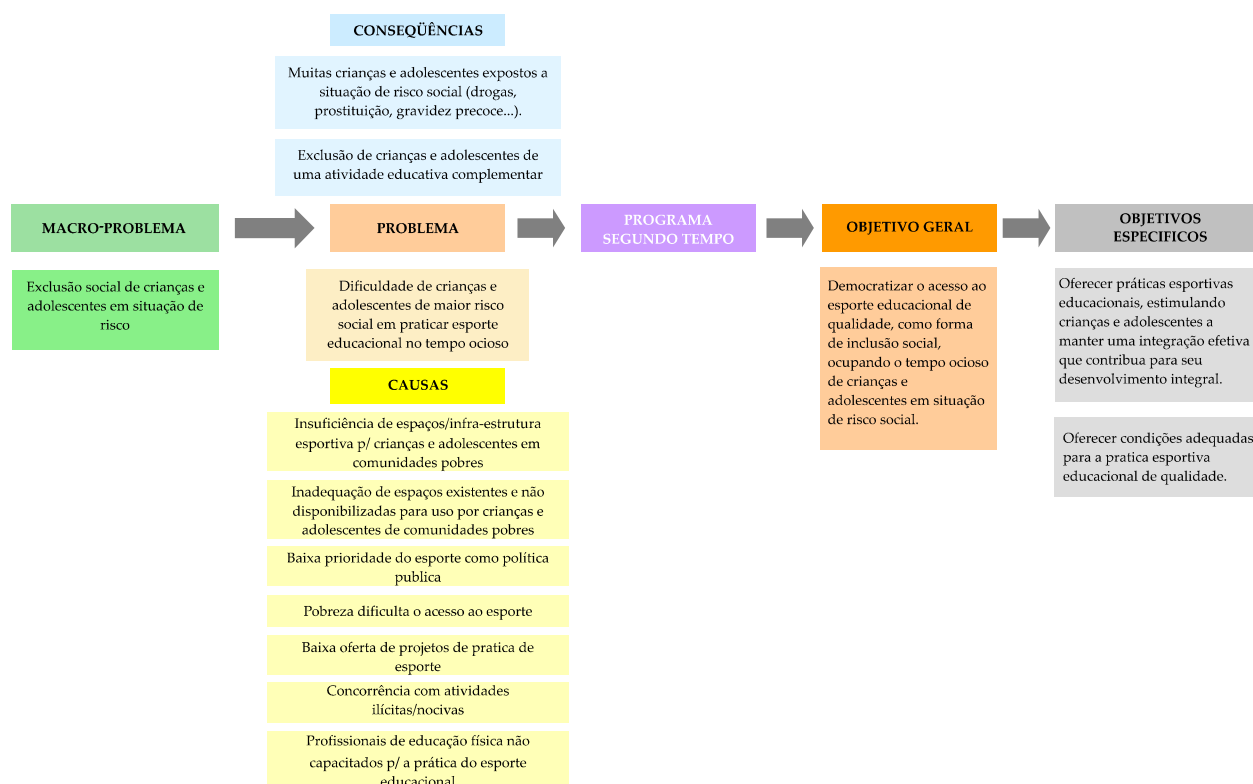 CONSEQÜÊNCIAS
Muitas crianças e adolescentes expostos a
situação de risco social (drogas,
prostituição, gravidez precoce...).
Exclusão de crianças e adolescentes de
uma atividade educativa complementar
MACRO-PROBLEMA
Exclusão social de crianças e
adolescentes em situação de
risco
PROBLEMA
Dificuldade de crianças e
adolescentes de maior risco
social em praticar esporte
educacional no tempo ocioso
CAUSAS
Insuficiência de espaços/infra-estrutura
esportiva p/ crianças e adolescentes em
comunidades pobres
Inadequação de espaços existentes e não
disponibilizadas para uso por crianças e
adolescentes de comunidades pobres
Baixa prioridade do esporte como política
publica
Pobreza dificulta o acesso ao esporte
Baixa oferta de projetos de pratica de
esporte
Concorrência com atividades
ilícitas/nocivas
Profissionais de educação física não
capacitados p/ a prática do esporte
educacional
PROGRAMA
SEGUNDO TEMPO
OBJETIVO GERAL
Democratizar o acesso ao
esporte educacional de
qualidade, como forma
de inclusão social,
ocupando o tempo ocioso
de crianças e
adolescentes em situação
de risco social.
OBJETIVOS
ESPECIFICOS
Oferecer práticas esportivas
educacionais, estimulando
crianças e adolescentes a
manter uma integração efetiva
que contribua para seu
desenvolvimento integral.
Oferecer condições adequadas
para a pratica esportiva
educacional de qualidade.